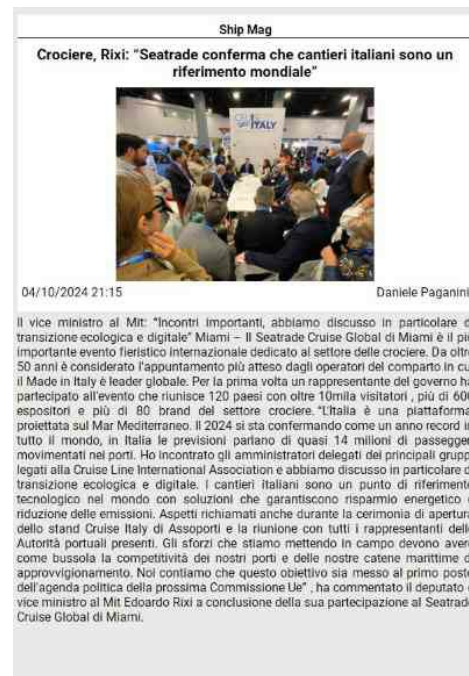 Ship Mag
Crociere, Rixi: “Seatrade conferma che cantieri italiani sono un
riferimento mondiale”
ITALY
04/10/2024 21:15
Daniele Paganini
Il vice ministro al Mit: “Incontri importanti, abbiamo discusso in particolare d
transizione ecologica e digitale” Miami – Il Seatrade Cruise Global di Miami è il pi
importante evento fieristico internazionale dedicato al settore delle crociere. Da oltr
50 anni è considerato l'appuntamento più atteso dagli operatori del comparto in cu
il Made in Italy è leader globale. Per la prima volta un rappresentante del governo ha
partecipato all'evento che riunisce 120 paesi con oltre 10mila visitatori , più di 600
espositori e più di 80 brand del settore crociere. “L'Italia è una piattaforma
proiettata sul Mar Mediterraneo. Il 2024 si sta confermando come un anno record in
tutto il mondo, in Italia le previsioni parlano di quasi 14 milioni di passegger
movimentati nei porti. Ho incontrato gli amministratori delegati dei principali grupp
legati alla Cruise Line International Association e abbiamo discusso in particolare d
transizione ecologica e digitale. I cantieri italiani sono un punto di riferimento
tecnologico nel mondo con soluzioni che garantiscono risparmio energetico e
riduzione delle emissioni. Aspetti richiamati anche durante la cerimonia di apertura
dello stand Cruise Italy di Assoporti e la riunione con tutti i rappresentanti delle
Autorità portuali presenti. Gli sforzi che stiamo mettendo in campo devono avere
come bussola la competitività dei nostri porti e delle nostre catene marittime d
approvvigionamento. Noi contiamo che questo obiettivo sia messo al primo posto
dell'agenda politica della prossima Commissione Ue” , ha commentato il deputato e
vice ministro al Mit Edoardo Rixi a conclusione della sua partecipazione al Seatrade
Cruise Global di Miami.